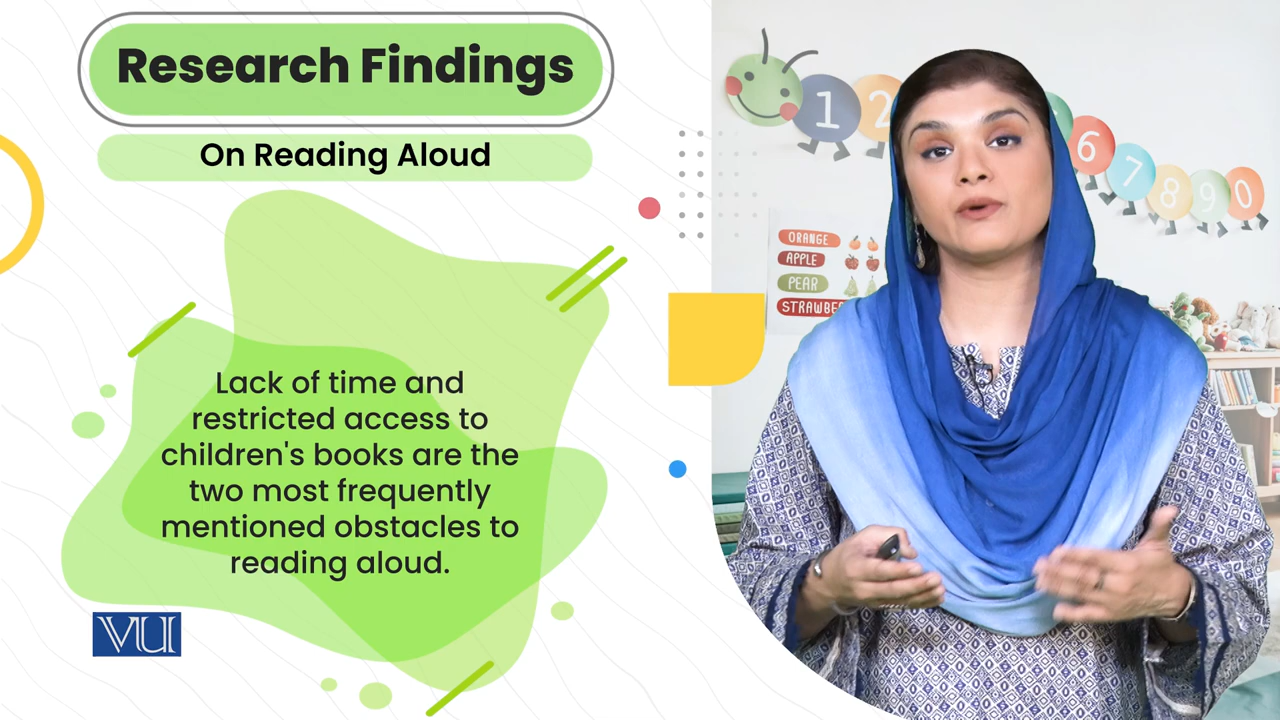 Research Findings
On Reading Aloud
Lack of time and
restricted access to
children's books are the
two most frequently
mentioned obstacles to
reading aloud.
VU
1
2
6
7
8
9
0
ORANGE
APPLE
PEAR
STRAWBE